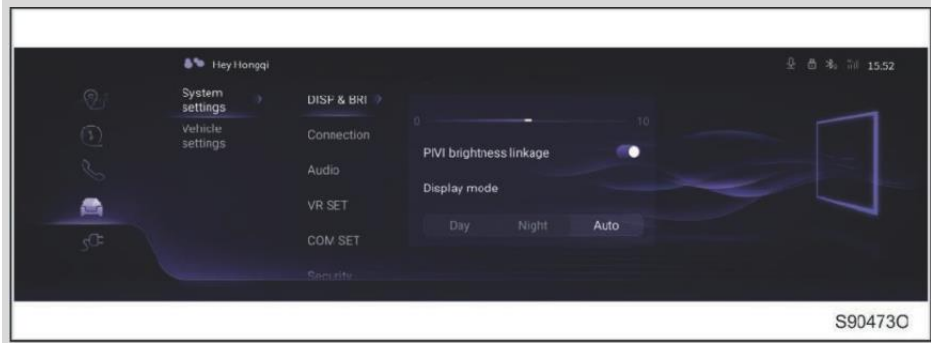 Hey Hongqi
15.52
System
settings
DISP & BRI
Vehicle
settings
Connection
0
10
PIVI brightness linkage
Audio
Display mode
VR SET
Day
Night
Auto
COM SET
Security
S90473O